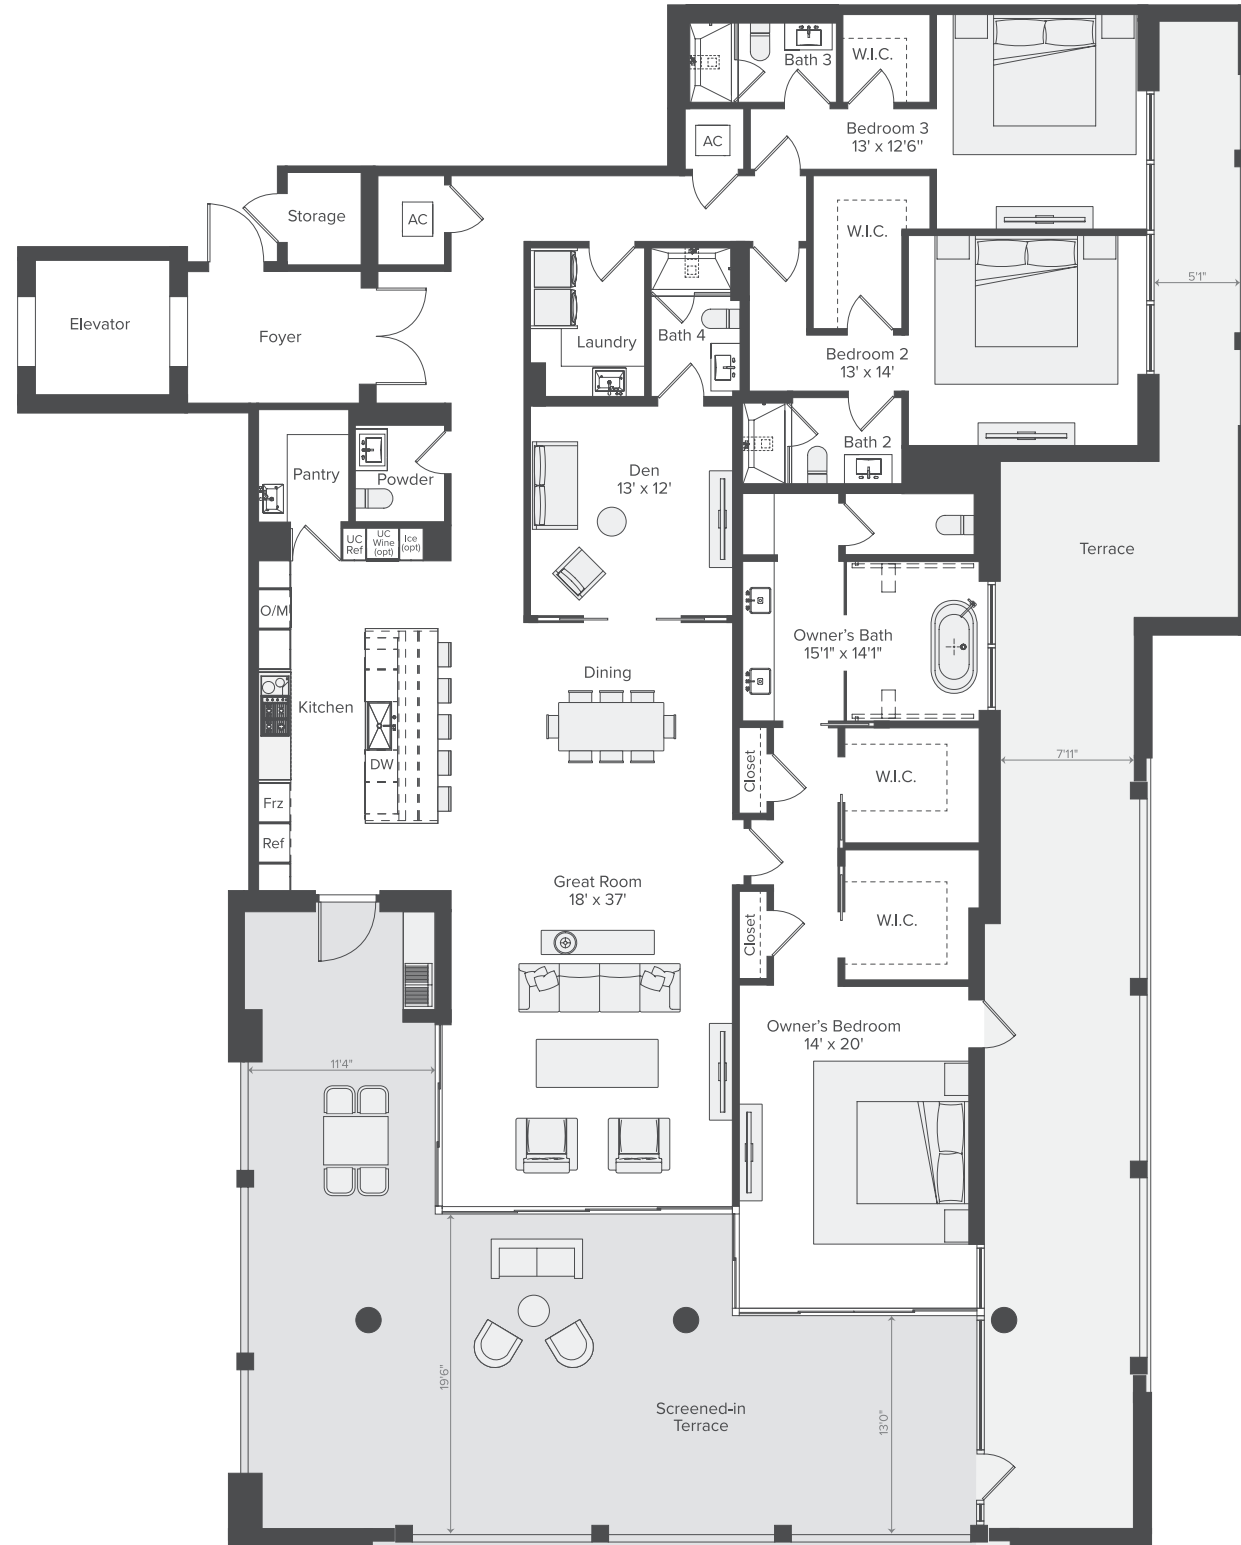 Bath 3
W.I.C.
Bedroom 3
13' x 12'6"
AC
Storage
AC
W.I.C.
5'1"
Elevator
Foyer
Laundry
Bath 4
Bedroom 2
13' x 14'
Bath 2
Pantry
Powder
Den
13' x 12'
UC
Ref
UC
Wine
(opt)
Ice
(opt)
Terrace
O/M
Owner's Bath
15'1" x 14'1"
Dining
Kitchen
DW
7'11"
Closet
W.I.C.
Frz
Ref
Great Room
18' x 37'
Closet
W.I.C.
Owner's Bedroom
14' x 20'
11'4"
19'6"
Screened-in
Terrace
13'0"